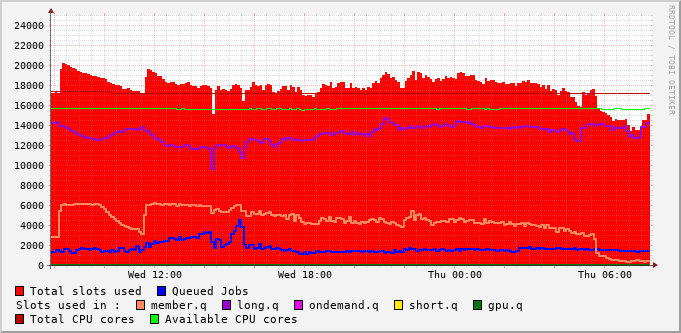 RRDTOOL / TOBI OETIKER
24000
22000
20000
18000
16000
14000
12000
10000
8000
6000
4000
2000
0
Wed 12:00 Wed 18:00 Thu 00:00 Thu 06:00
Total slots used Queued Jobs
Slots used in : member.q long.q ondemand.q short.q gpu.q
Total CPU cores Available CPU cores